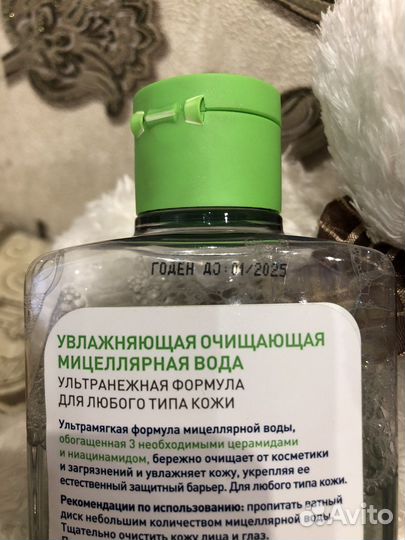 ГОДЕН ДО:01/2025
УВЛАЖНЯЮЩАЯ ОЧИЩАЮЩАЯ
МИЦЕЛЛЯРНАЯ ВОДА
УЛЬТРАНЕЖНАЯ ФОРМУЛА
ДЛЯ ЛЮБОГО ТИПА КОЖИ
Ультрамягкая формула мицеллярной воды,
обогащенная 3 необходимыми церамидами
и ниацинамидом, бережно очищает от косметики
и загрязнений и увлажняет кожу, укрепляя ее
естественный защитный барьер. Для любого типа кожи.
Рекомендации по использованию: пропитать ватный
диск небольшим количеством мицеллярной воды.
Тщательно очистить кожу лица и глаз.
Avito